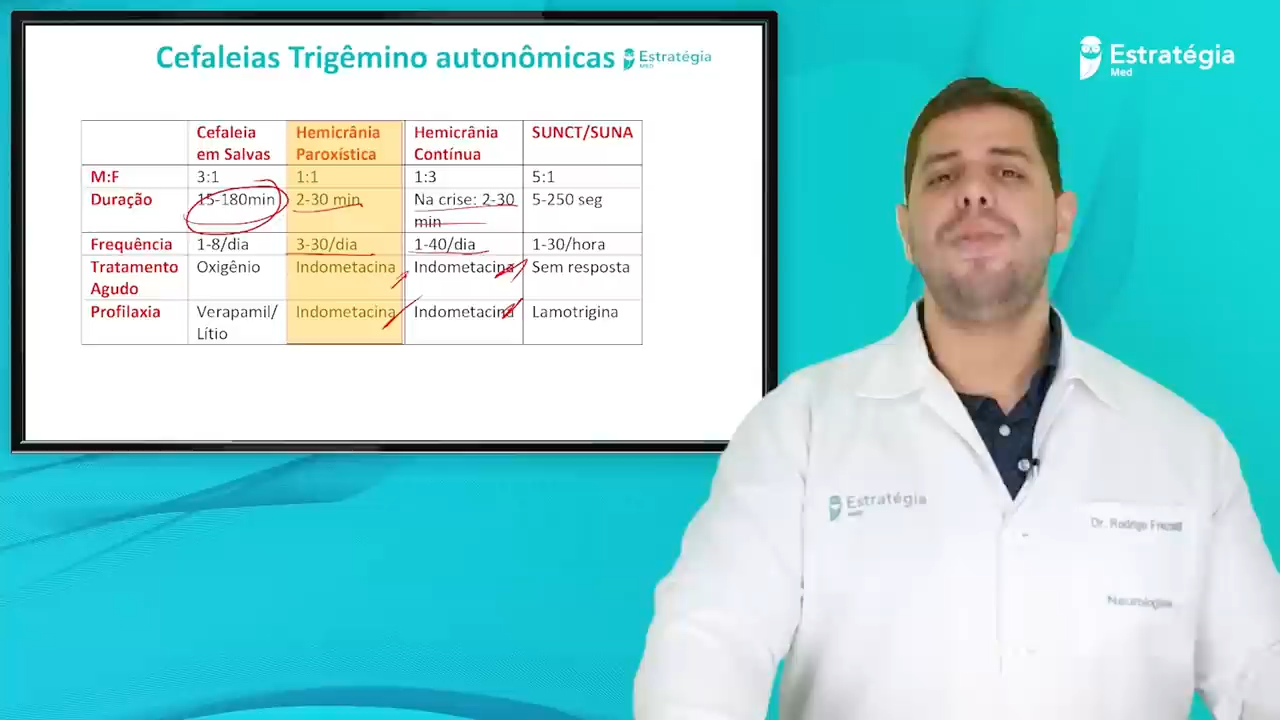 Cefaleias Trigêmino autonômicas
Estratégia
MED
Estratégia
Med
Cefaleia em Salvas
Hemicrânia Paroxística
Hemicrânia Contínua
SUNCT/SUNA
M:F 3:1 1:1 1:3 5:1
Duração 15-180min 2-30 min Na crise: 2-30 min 5-250 seg
Frequência 1-8/dia 3-30/dia 1-40/dia 1-30/hora
Tratamento Agudo Oxigênio Indometacina Indometacina Sem resposta
Profilaxia Verapamil/ Lítio Indometacina Indometacina Lamotrigina
Estratégia
Dr. Rodrigo